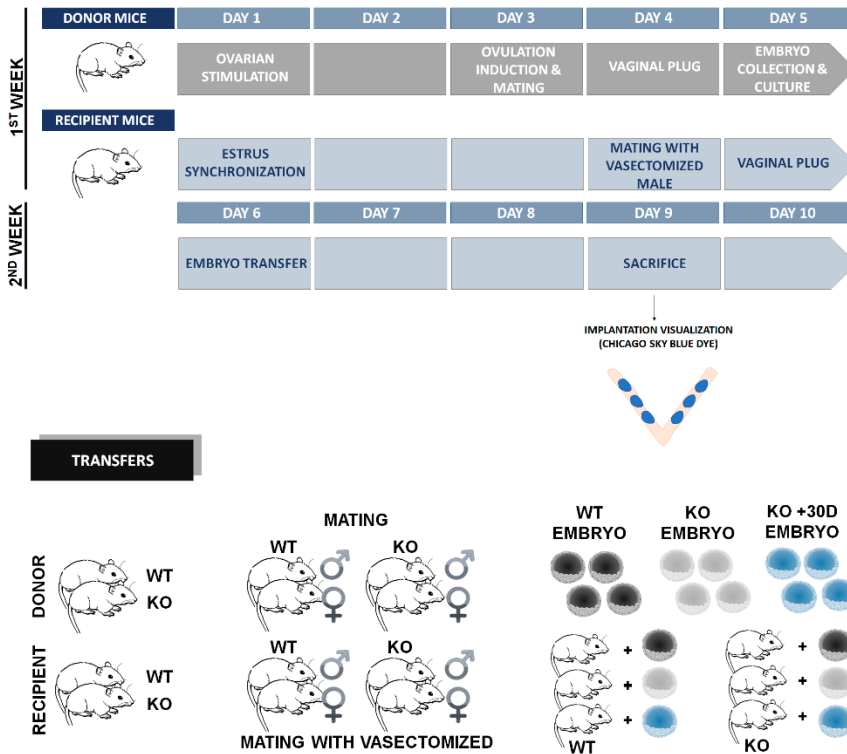 DONOR MICE DAY 1 DAY 2 DAY 3 DAY 4 DAY 5
1ST WEEK
OVARIAN
STIMULATION
OVULATION
INDUCTION &
MATING
VAGINAL PLUG
EMBRYO
COLLECTION &
CULTURE
RECIPIENT MICE
ESTRUS
SYNCHRONIZATION
MATING WITH
VASECTOMIZED
MALE
VAGINAL PLUG
2ND WEEK
DAY 6 DAY 7 DAY 8 DAY 9 DAY 10
EMBRYO TRANSFER
SACRIFICE
IMPLANTATION VISUALIZATION
(CHICAGO SKY BLUE DYE)
TRANSFERS
DONOR
WT
KO
MATING
WT KO
WT
EMBRYO
KO
EMBRYO
KO +30D
EMBRYO
RECIPIENT
WT
KO
WT KO
MATING WITH VASECTOMIZED
+ +
+ +
+ +
WT KO